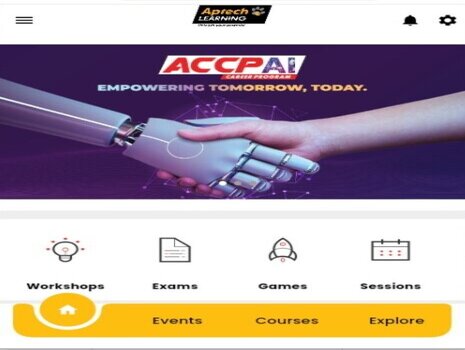 Aptech
LEARNING
ACCP AI
CAREER PROGRAM
EMPOWERING TOMORROW, TODAY.
Workshops
Exams
Games
Sessions
Events
Courses
Explore